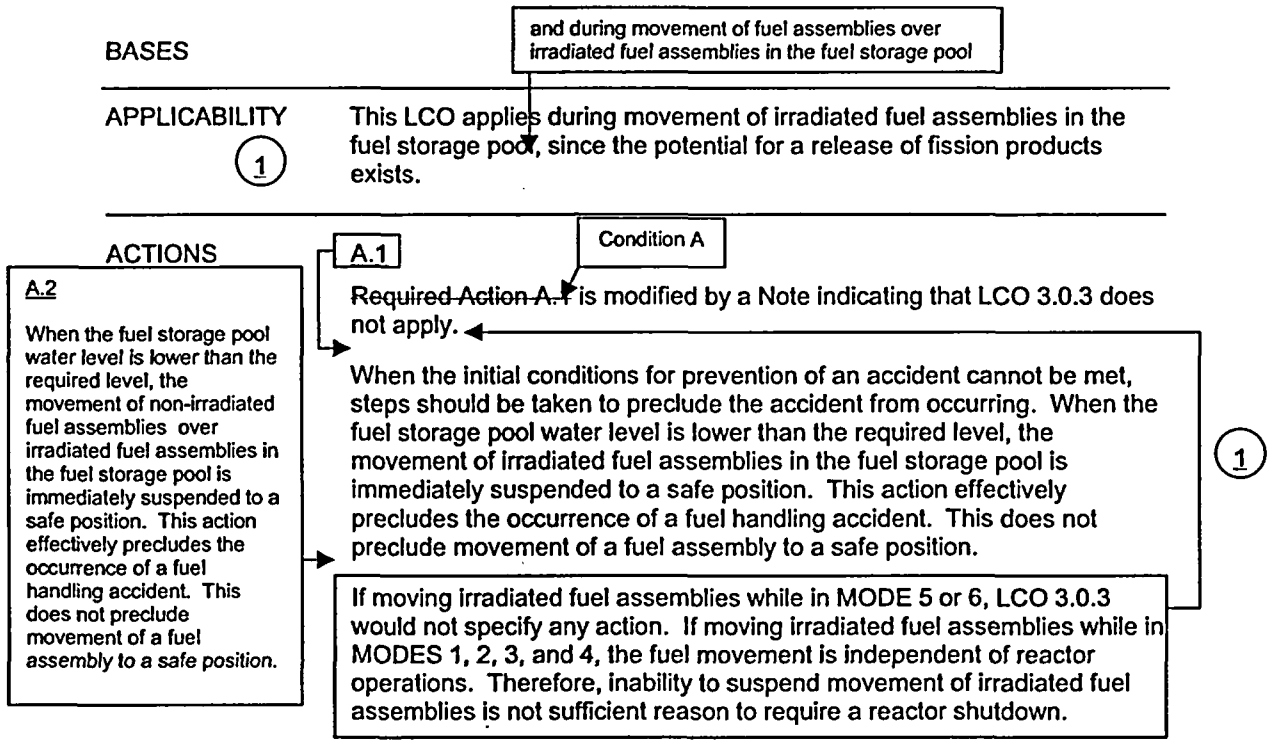 and during movement of fuel assemblies over
irradiated fuel assemblies in the fuel storage pool
BASES
APPLICABILITY
1
This LCO applies during movement of irradiated fuel assemblies in the
fuel storage pool, since the potential for a release of fission products
exists.
ACTIONS
A.1
Condition A
Required Action A.1 is modified by a Note indicating that LCO 3.0.3 does
not apply.
When the initial conditions for prevention of an accident cannot be met,
steps should be taken to preclude the accident from occurring. When the
fuel storage pool water level is lower than the required level, the
movement of irradiated fuel assemblies in the fuel storage pool is
immediately suspended to a safe position. This action effectively
precludes the occurrence of a fuel handling accident. This does not
preclude movement of a fuel assembly to a safe position.
1
A.2
When the fuel storage pool
water level is lower than the
required level, the
movement of non-irradiated
fuel assemblies over
irradiated fuel assemblies in
the fuel storage pool is
immediately suspended to a
safe position. This action
effectively precludes the
occurrence of a fuel
handling accident. This
does not preclude
movement of a fuel
assembly to a safe position.
If moving irradiated fuel assemblies while in MODE 5 or 6, LCO 3.0.3
would not specify any action. If moving irradiated fuel assemblies while in
MODES 1, 2, 3, and 4, the fuel movement is independent of reactor
operations. Therefore, inability to suspend movement of irradiated fuel
assemblies is not sufficient reason to require a reactor shutdown.